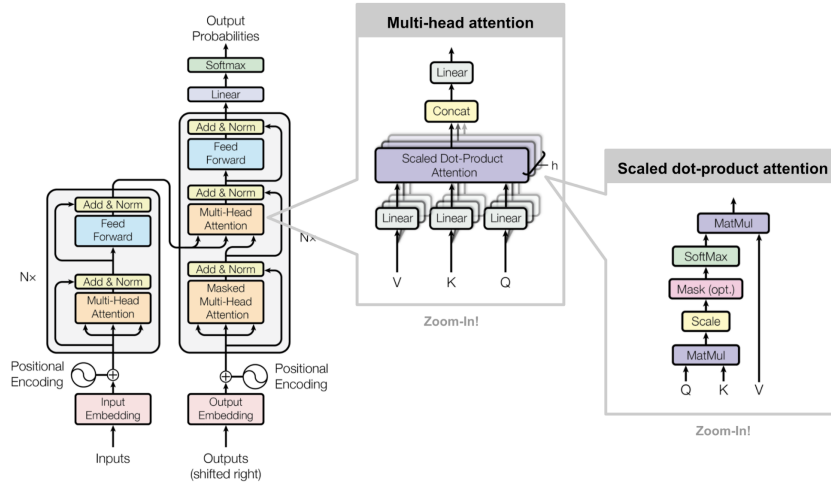 Output
Probabilities
Softmax
Linear
Add & Norm
Feed
Forward
Add & Norm
Multi-Head
Attention
Add & Norm
Masked
Multi-Head
Attention
N×
Positional
Encoding
Output
Embedding
Outputs
(shifted right)
Add & Norm
Feed
Forward
N×
Add & Norm
Multi-Head
Attention
Positional
Encoding
Input
Embedding
Inputs
Multi-head attention
Linear
Concat
Scaled Dot-Product
Attention
h
Linear
Linear
Linear
V
K
Q
Zoom-In!
Scaled dot-product attention
MatMul
SoftMax
Mask (opt.)
Scale
MatMul
Q
K
V
Zoom-In!